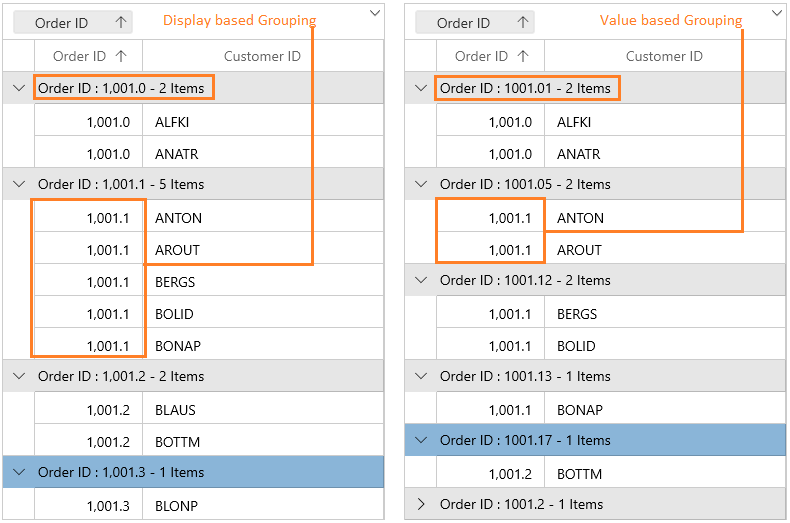 Order ID
Display based Grouping
Order ID Customer ID
Order ID : 1,001.0 - 2 Items
1,001.0 ALFKI
1,001.0 ANATR
Order ID : 1,001.1 - 5 Items
1,001.1 ANTON
1,001.1 AROUT
1,001.1 BERGS
1,001.1 BOLID
1,001.1 BONAP
Order ID : 1,001.2 - 2 Items
1,001.2 BLAUS
1,001.2 BOTTM
Order ID : 1,001.3 - 1 Items
1,001.3 BLONP
Order ID
Value based Grouping
Order ID Customer ID
Order ID : 1001.01 - 2 Items
1,001.0 ALFKI
1,001.0 ANATR
Order ID : 1001.05 - 2 Items
1,001.1 ANTON
1,001.1 AROUT
Order ID : 1001.12 - 2 Items
1,001.1 BERGS
1,001.1 BOLID
Order ID : 1001.13 - 1 Items
1,001.1 BONAP
Order ID : 1001.17 - 1 Items
1,001.2 BOTTM
Order ID : 1001.2 - 1 Items